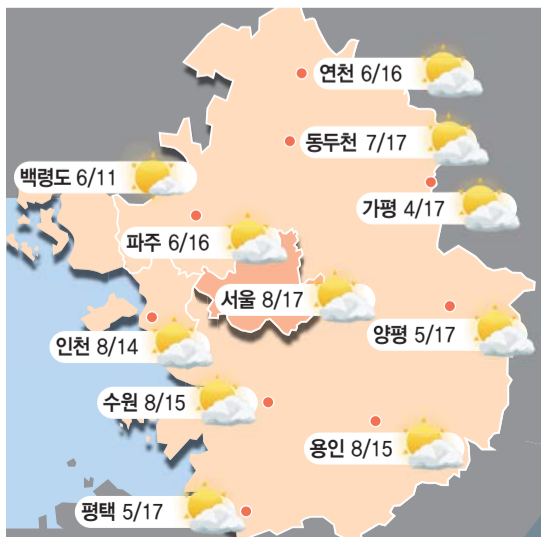 연천 6/16
동두천 7/17
백령도 6/11
가평 4/17
파주 6/16
서울 8/17
양평 5/17
인천 8/14
수원 8/15
용인 8/15
평택 5/17